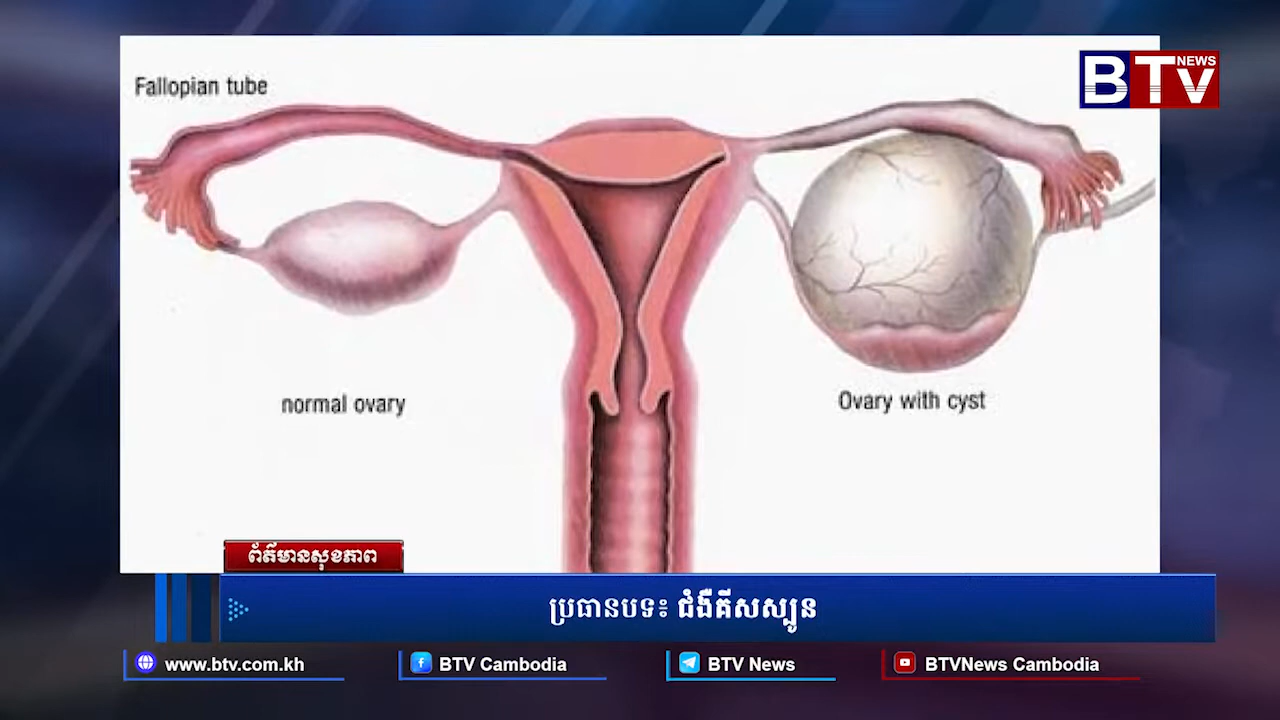 Fallopian tube
BTV NEWS
normal ovary
Ovary with cyst
ព័ត៌មានសុខភាព
ប្រធានបទ៖ ជំងឺគីសស្បូន
www.btv.com.kh
BTV Cambodia
BTV News
BTVNews Cambodia